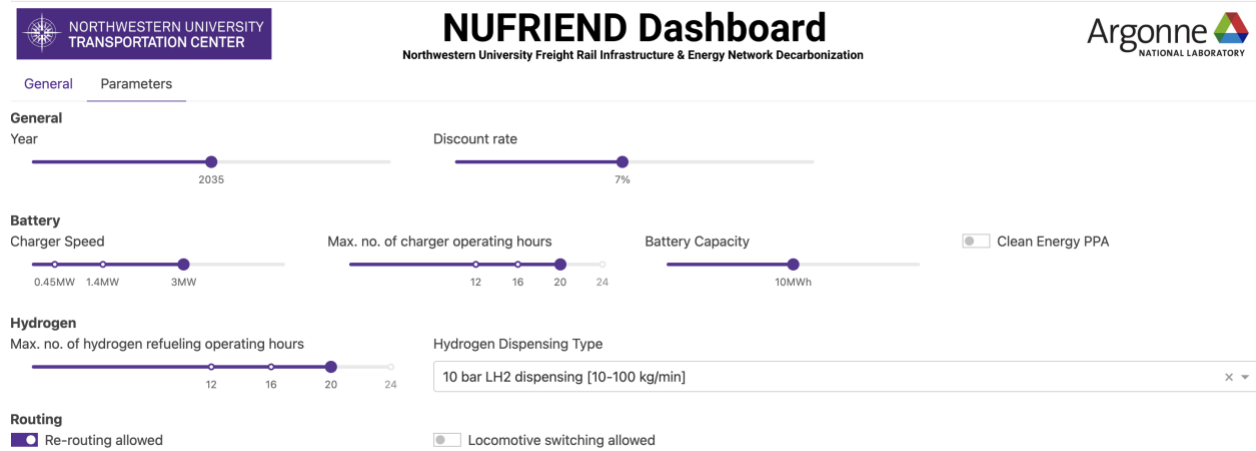 NORTHWESTERN UNIVERSITY
TRANSPORTATION CENTER
NUFRIEND Dashboard
Northwestern University Freight Rail Infrastructure & Energy Network Decarbonization
Argonne
NATIONAL LABORATORY
General Parameters
General
Year Discount rate
2035 7%
Battery
Charger Speed Max. no. of charger operating hours Battery Capacity Clean Energy PPA
0.45MW 1.4MW 3MW 12 16 20 24 10MWh
Hydrogen
Max. no. of hydrogen refueling operating hours Hydrogen Dispensing Type
10 bar LH2 dispensing [10-100 kg/min]
12 16 20 24
Routing
Re-routing allowed Locomotive switching allowed